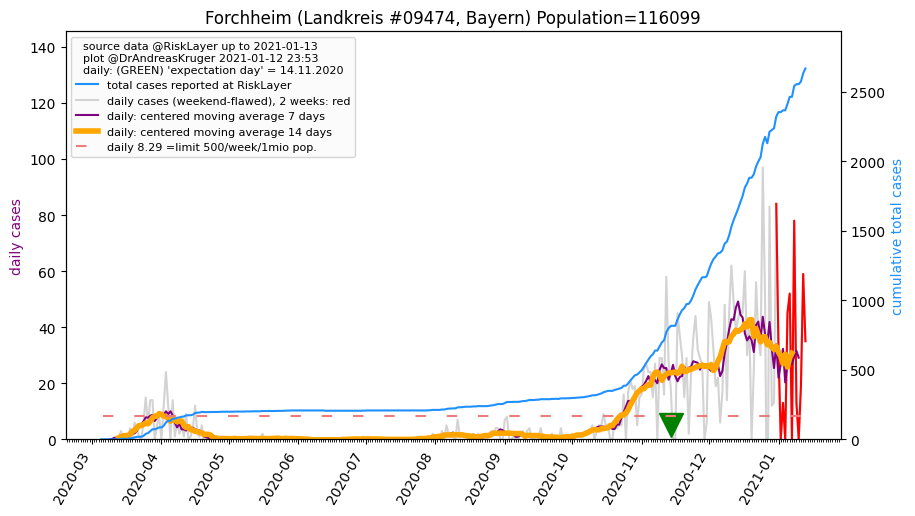 Forchheim (Landkreis #09474, Bayern) Population=116099
source data @RiskLayer up to 2021-01-13
plot @DrAndreasKruger 2021-01-12 23:53
daily: (GREEN) 'expectation day' = 14.11.2020
total cases reported at RiskLayer
daily cases (weekend-flawed), 2 weeks: red
daily: centered moving average 7 days
daily: centered moving average 14 days
daily 8.29 =limit 500/week/1mio pop.
daily cases
140
120
100
80
60
40
20
0
cumulative total cases
2500
2000
1500
1000
500
0
2020-03
2020-04
2020-05
2020-06
2020-07
2020-08
2020-09
2020-10
2020-11
2020-12
2021-01